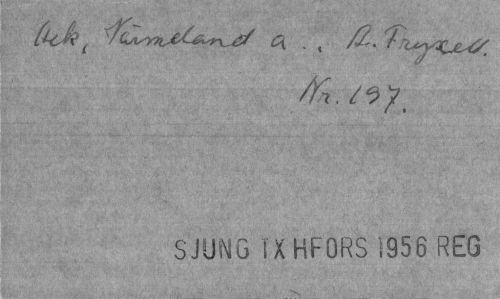 Ack, Värmeland a.. A. Fryxell.
Nr. 197.
SJUNG IX HFORS 1956 REG